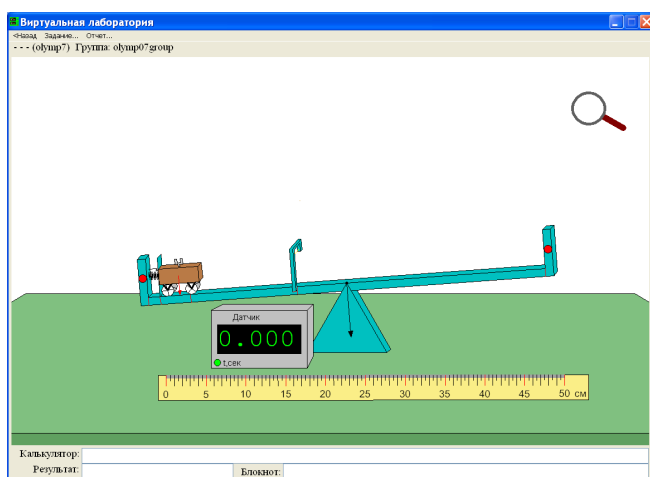 Виртуальная лаборатория
<Назад Задание... Отчет...
- - - (olymp7) Группа: olymp07group
Датчик
0.000
t,сек
0 5 10 15 20 25 30 35 40 45 50 см
Калькулятор:
Результат: Блокнот: